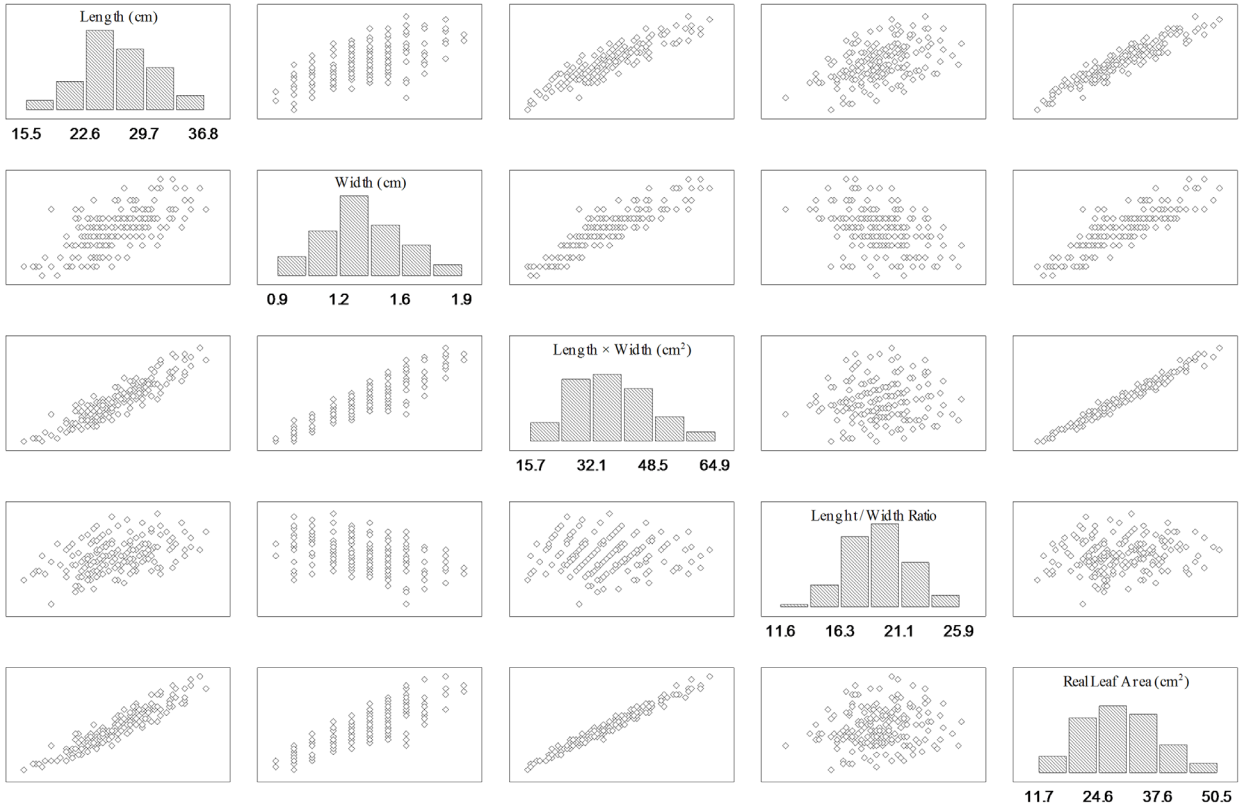 Length (cm)
15.5 22.6 29.7 36.8
Width (cm)
0.9 1.2 1.6 1.9
Length × Width (cm²)
15.7 32.1 48.5 64.9
Lenght / Width Ratio
11.6 16.3 21.1 25.9
Real Leaf Area (cm²)
11.7 24.6 37.6 50.5